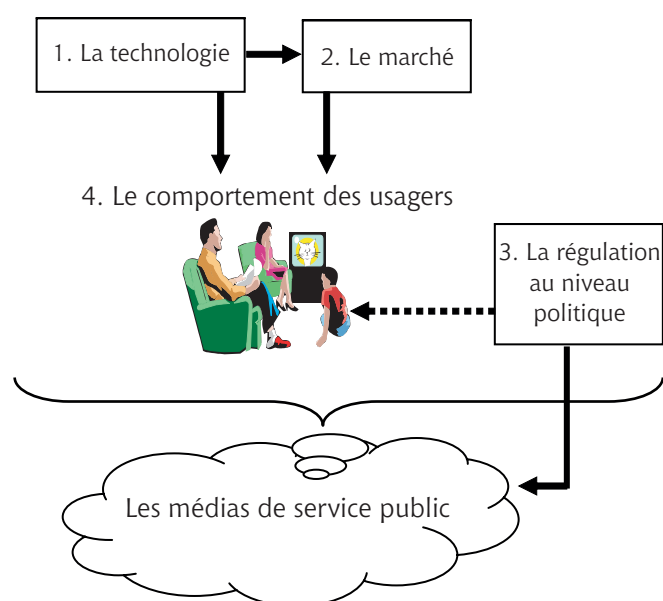 1. La technologie
2. Le marché
4. Le comportement des usagers
3. La régulation
au niveau
politique
Les médias de service public